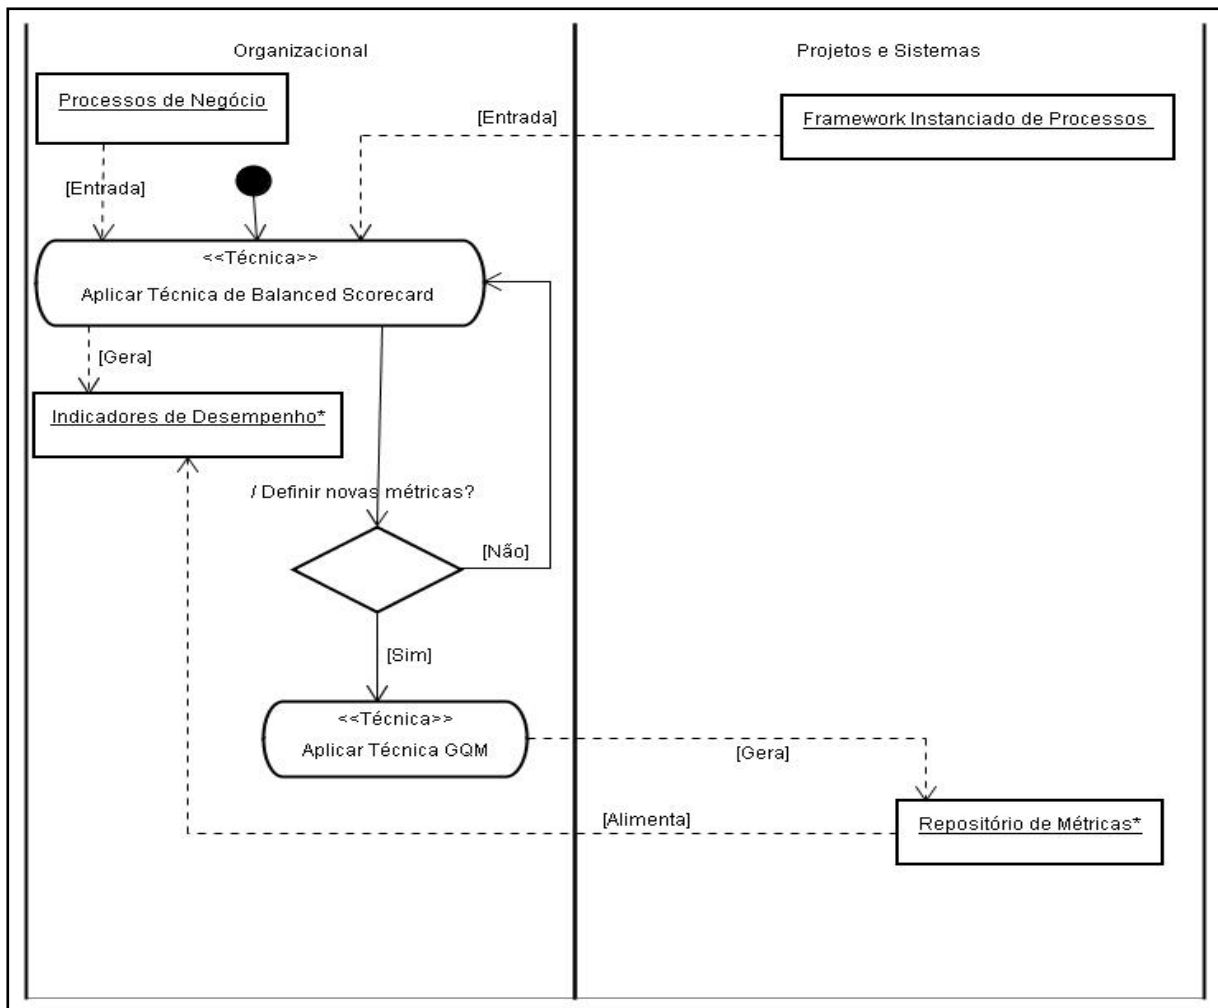 Organizacional
Projetos e Sistemas
Processos de Negócio
Framework Instanciado de Processos
[Entrada]
[Entrada]
<<Técnica>>
Aplicar Técnica de Balanced Scorecard
[Gera]
Indicadores de Desempenho*
/ Definir novas métricas?
[Não]
[Sim]
<<Técnica>>
Aplicar Técnica GQM
[Gera]
[Alimenta]
Repositório de Métricas*